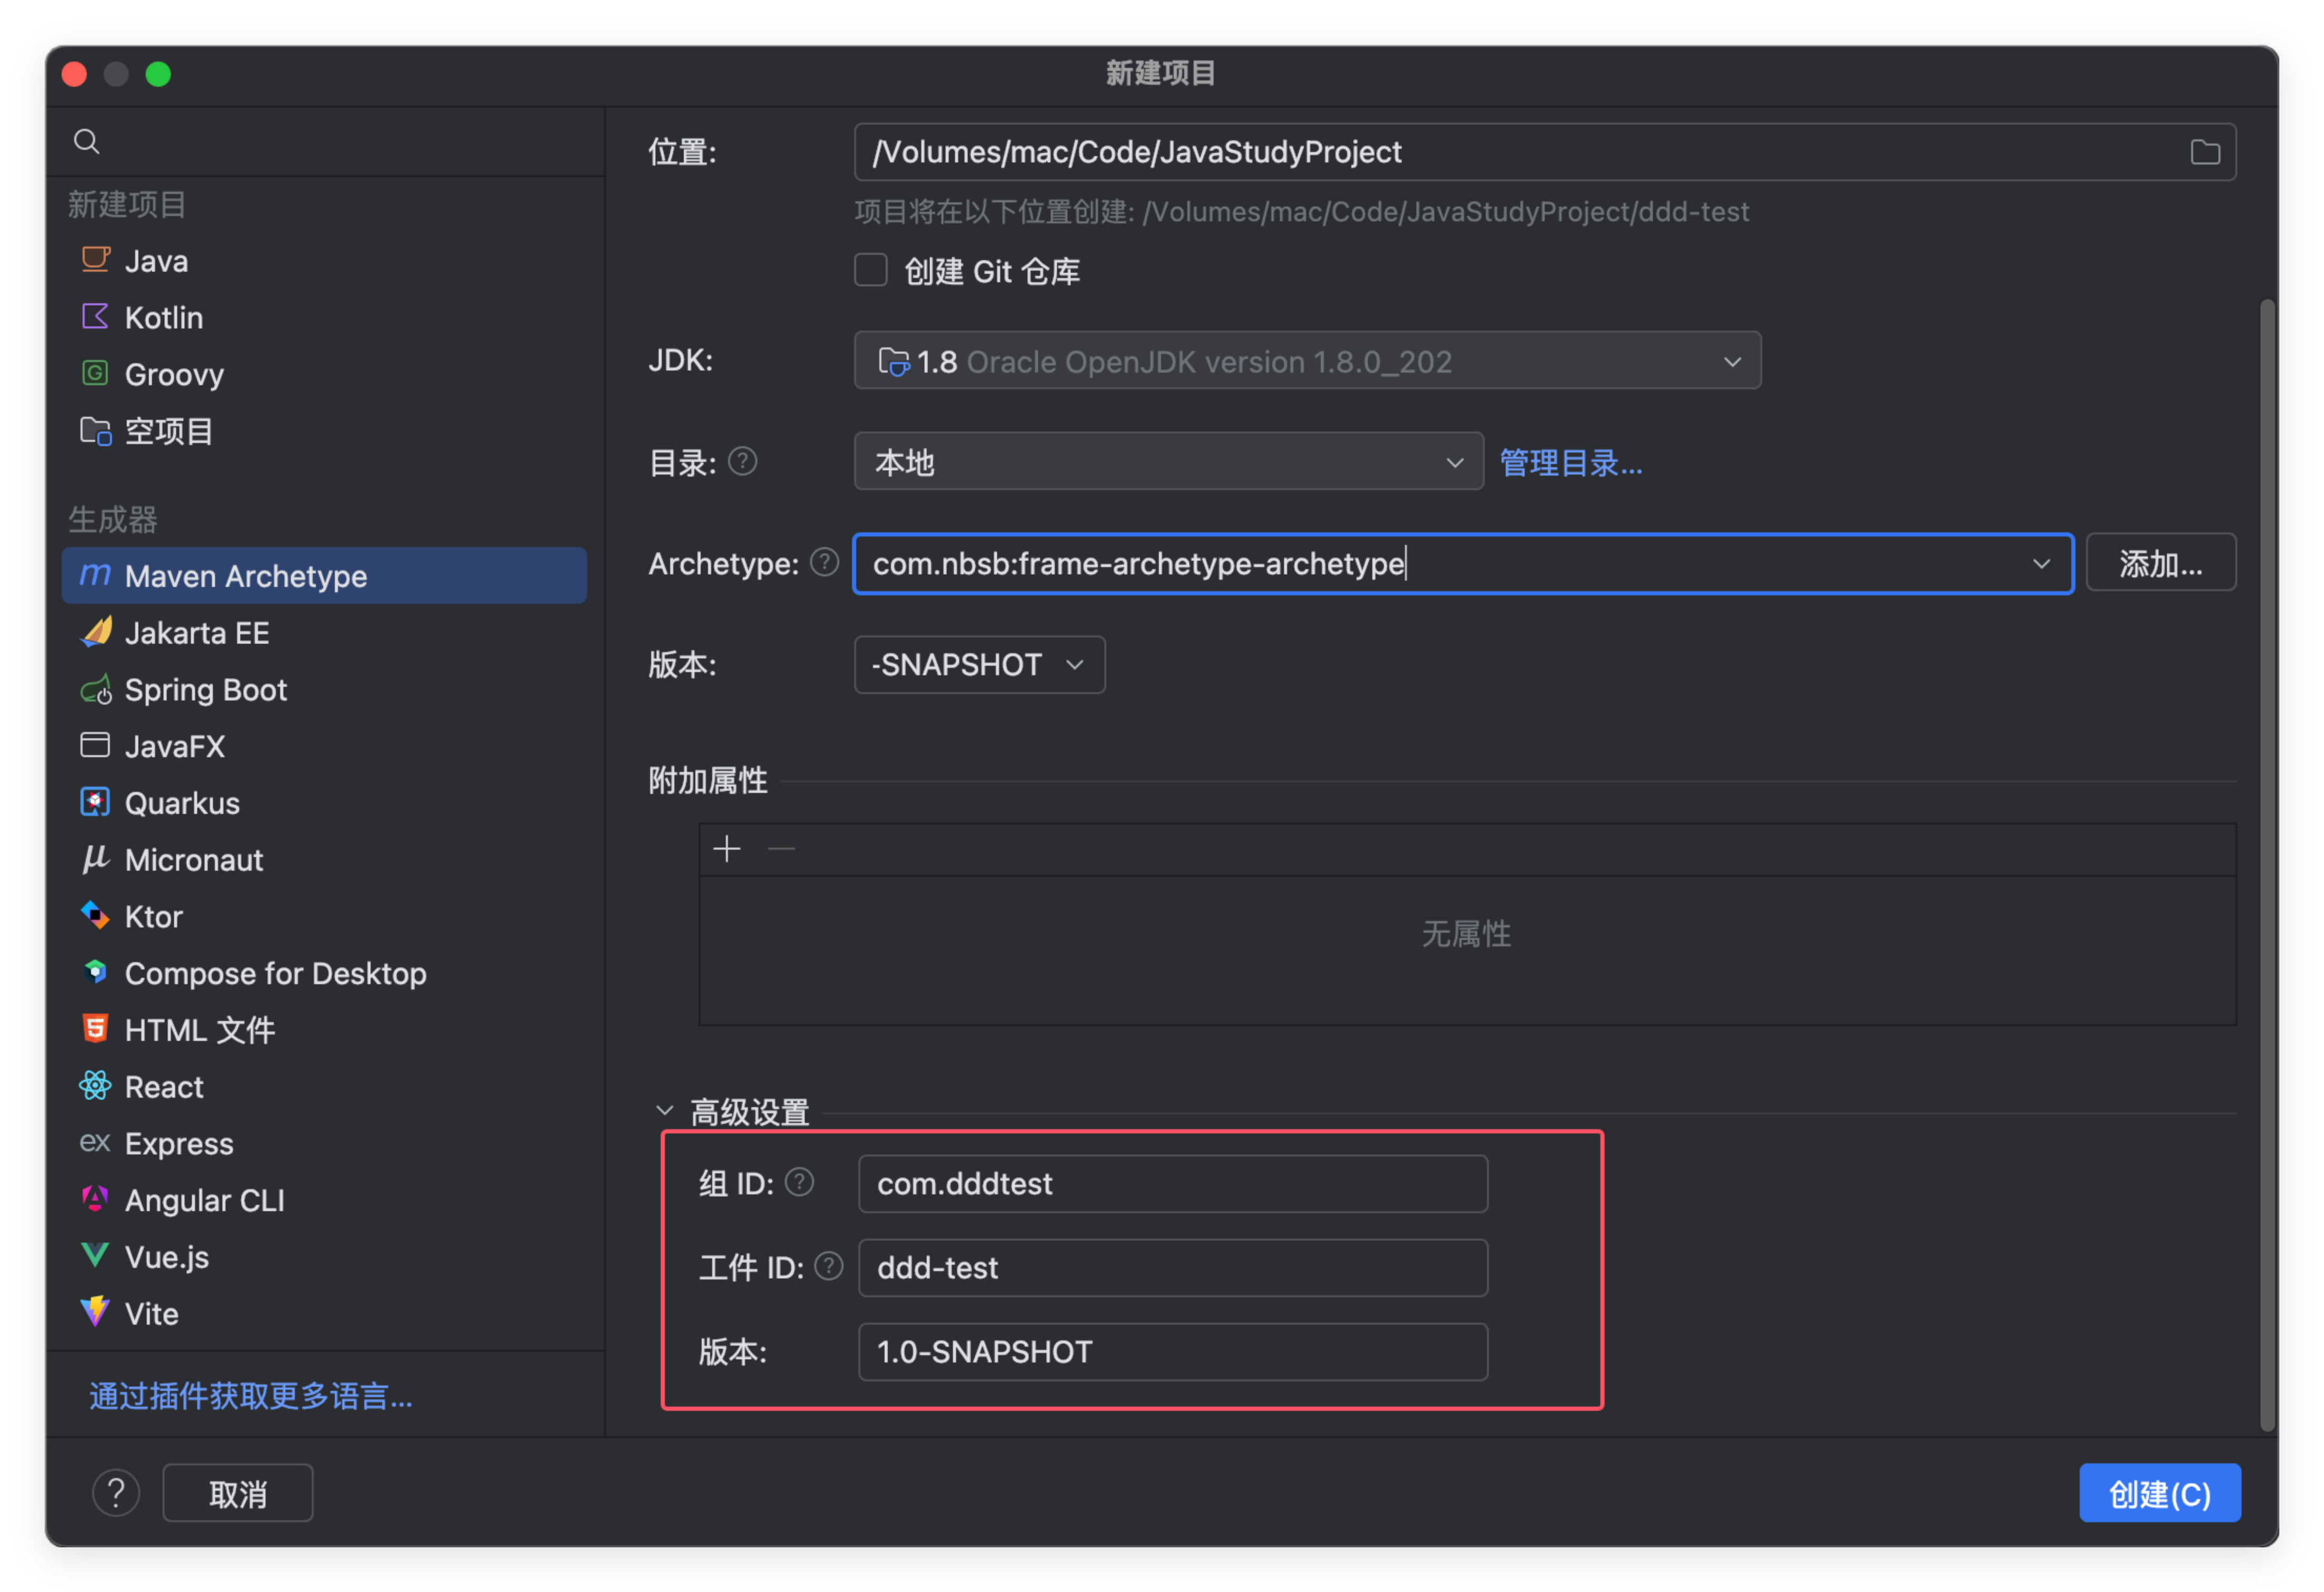 新建项目
新建项目
Java
Kotlin
Groovy
空项目
生成器
Maven Archetype
Jakarta EE
Spring Boot
JavaFX
Quarkus
Micronaut
Ktor
Compose for Desktop
HTML 文件
React
Express
Angular CLI
Vue.js
Vite
通过插件获取更多语言...
位置: /Volumes/mac/Code/JavaStudyProject
项目将在以下位置创建: /Volumes/mac/Code/JavaStudyProject/ddd-test
创建 Git 仓库
JDK: 1.8 Oracle OpenJDK version 1.8.0_202
目录: ? 本地 管理目录...
Archetype: ? com.nbsb:frame-archetype-archetype 添加...
版本: -SNAPSHOT
附加属性
无属性
高级设置
组 ID: ? com.dddtest
工件 ID: ? ddd-test
版本: 1.0-SNAPSHOT
? 取消 创建(C)